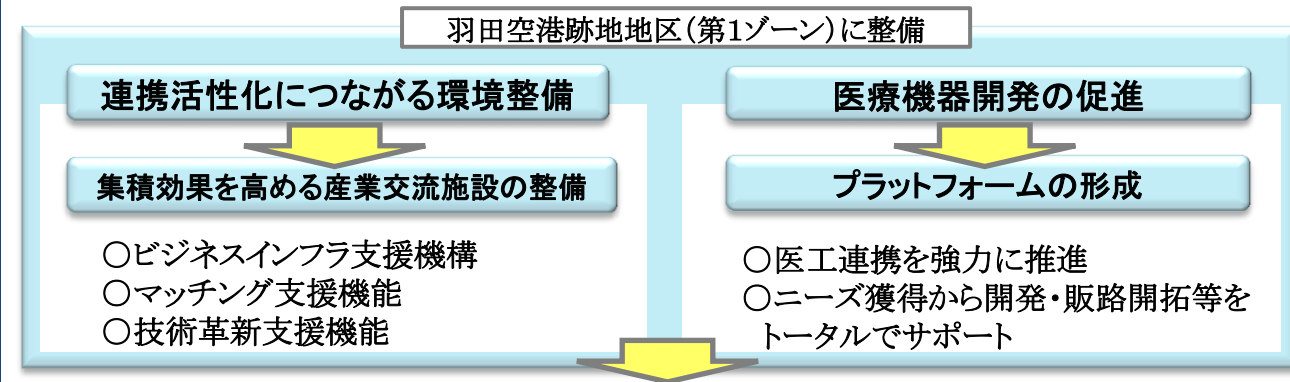 羽田空港跡地地区(第1ゾーン)に整備
連携活性化につながる環境整備
集積効果を高める産業交流施設の整備
○ビジネスインフラ支援機構
○マッチング支援機能
○技術革新支援機能
医療機器開発の促進
プラットフォームの形成
○医工連携を強力に推進
○ニーズ獲得から開発・販路開拓等を
トータルでサポート